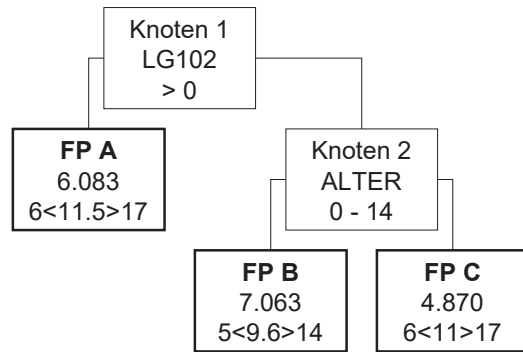 Knoten 1
LG102
> 0
FP A
6.083
6<11.5>17
Knoten 2
ALTER
0 - 14
FP B
7.063
5<9.6>14
FP C
4.870
6<11>17